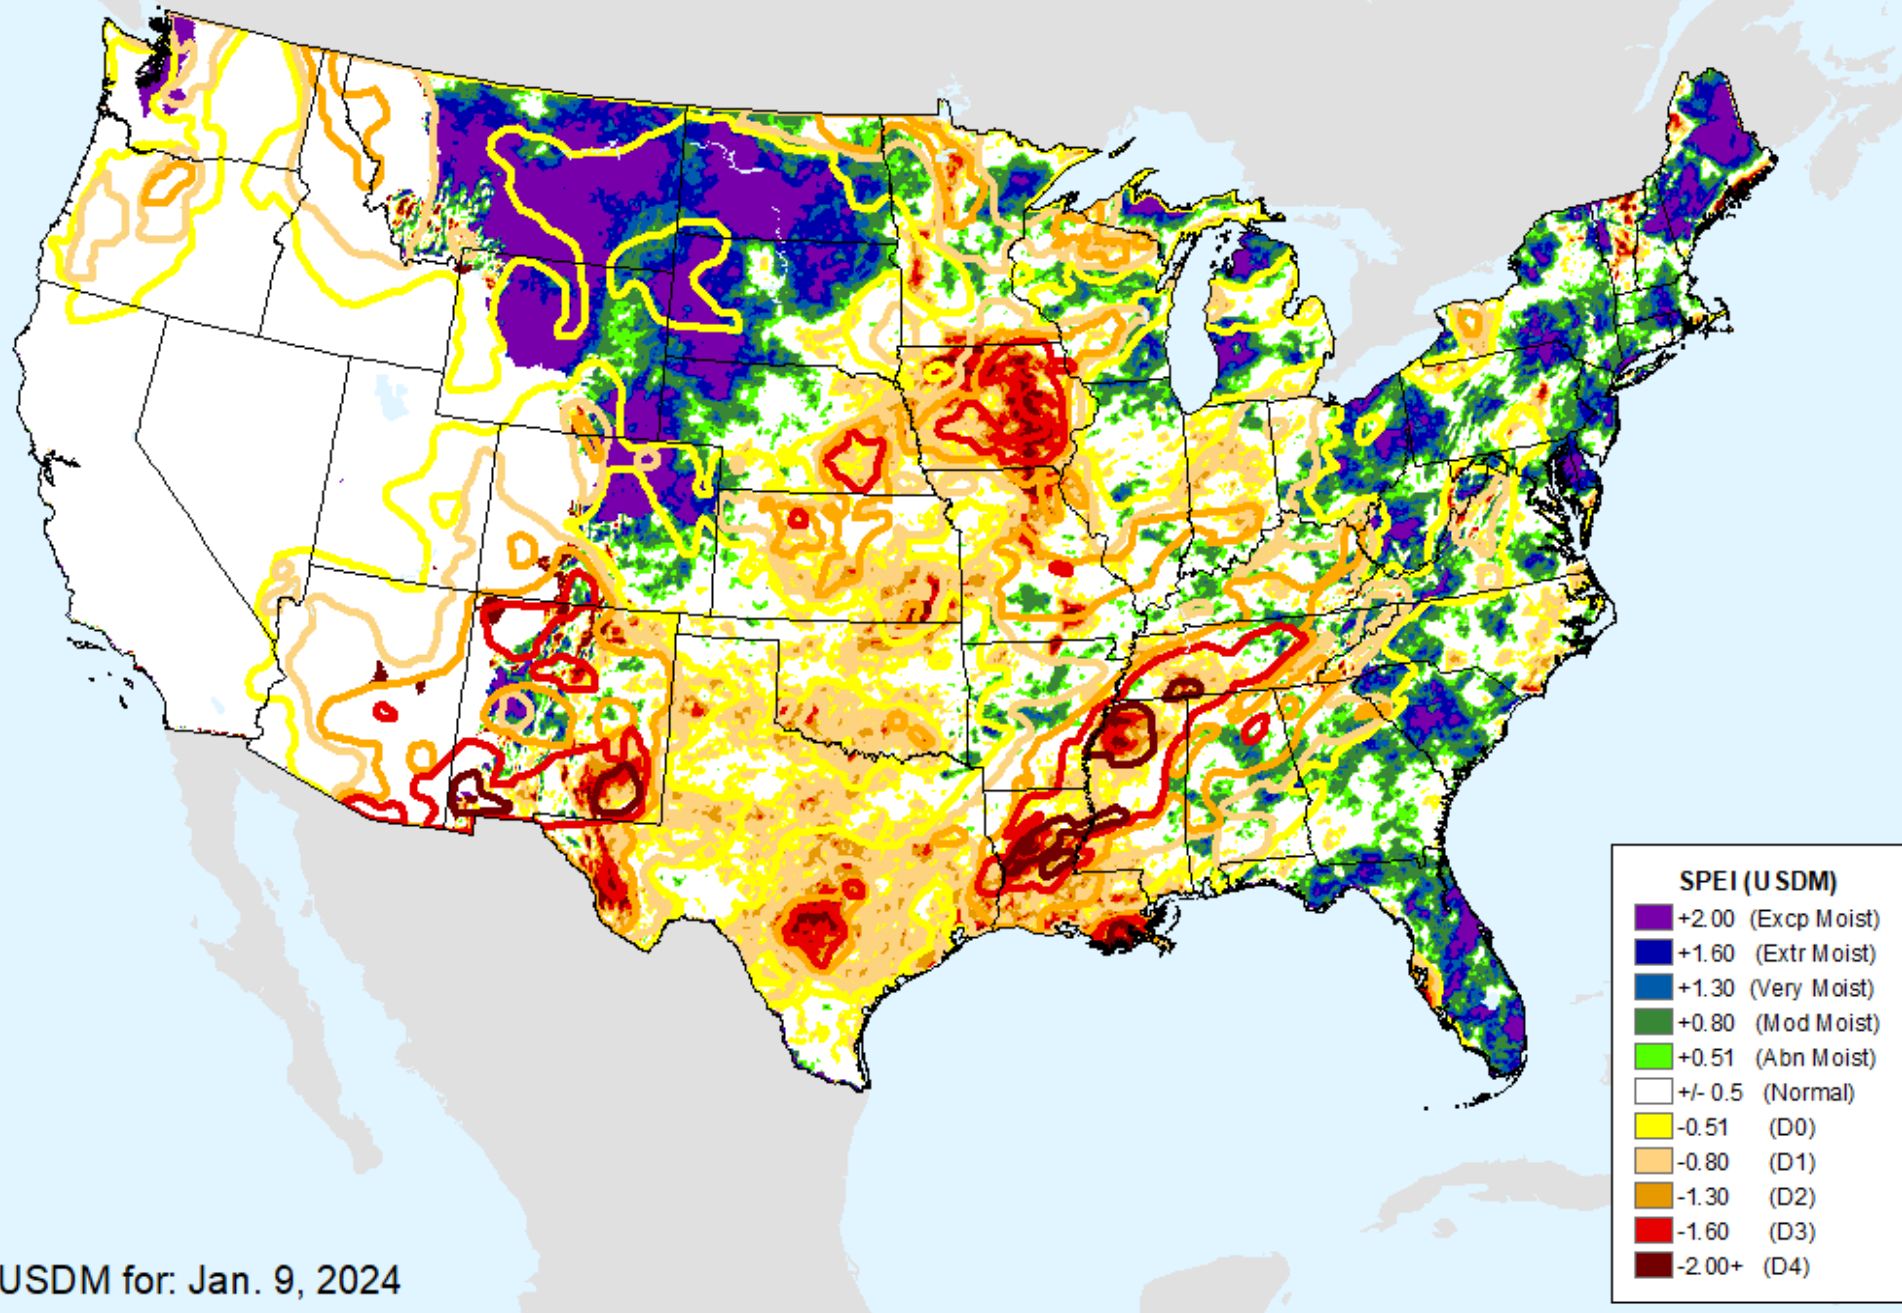 SPEI (USDM)
+2.00 (Excp Moist)
+1.60 (Extr Moist)
+1.30 (Very Moist)
+0.80 (Mod Moist)
+0.51 (Abn Moist)
+/- 0.5 (Normal)
-0.51 (D0)
-0.80 (D1)
-1.30 (D2)
-1.60 (D3)
-2.00+ (D4)
USDM for: Jan. 9, 2024